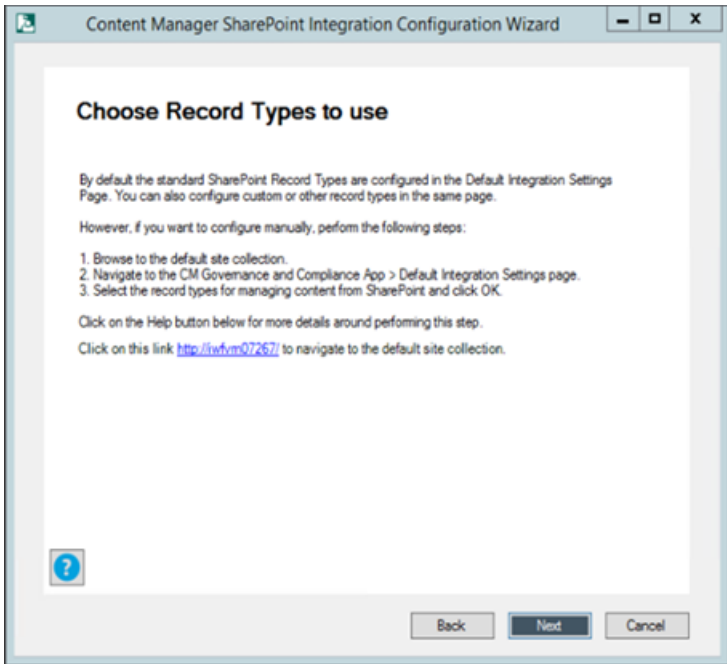 Content Manager SharePoint Integration Configuration Wizard
Choose Record Types to use
By default the standard SharePoint Record Types are configured in the Default Integration Settings
Page. You can also configure custom or other record types in the same page.
However, if you want to configure manually, perform the following steps:
1. Browse to the default site collection.
2. Navigate to the CM Governance and Compliance App > Default Integration Settings page.
3. Select the record types for managing content from SharePoint and click OK.
Click on the Help button below for more details around performing this step.
Click on this link http://iwfvm07267/ to navigate to the default site collection.
?
Back Next Cancel